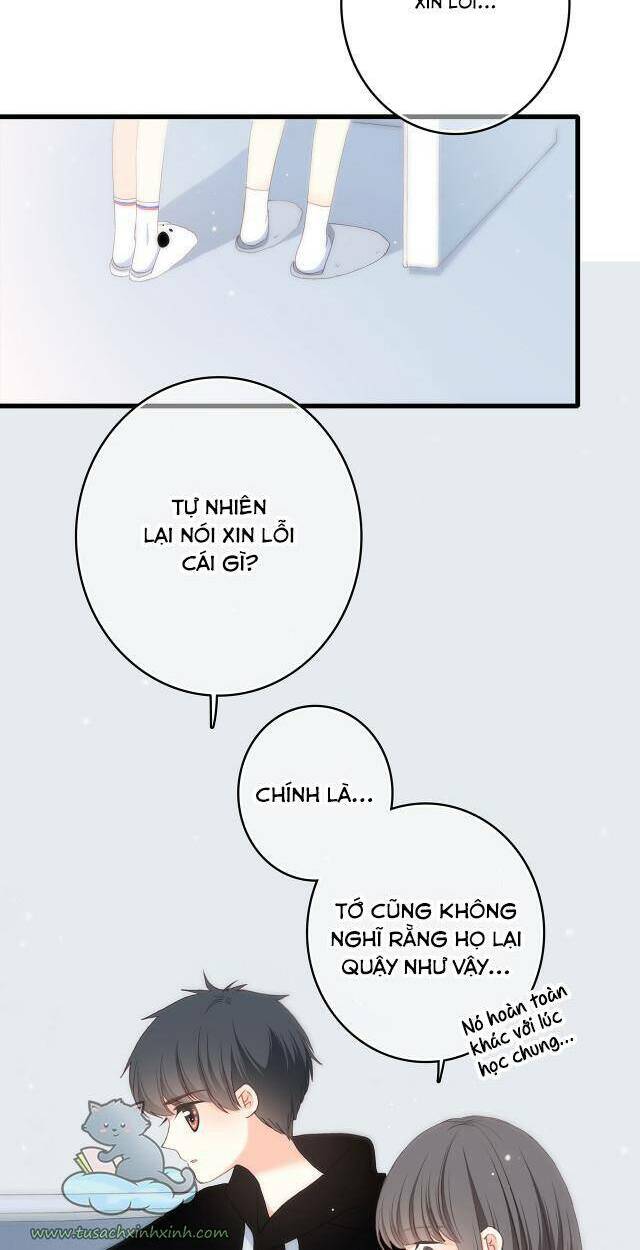 XIN LỖI...
TỰ NHIÊN
LẠI NÓI XIN LỖI
CÁI GÌ?
CHÍNH LÀ...
TỚ CŨNG KHÔNG
NGHĨ RẰNG HỌ LẠI
QUẬY NHƯ VẬY...
Nó hoàn toàn
khác với lúc
học chung...
www.tusachxinhxinh.com